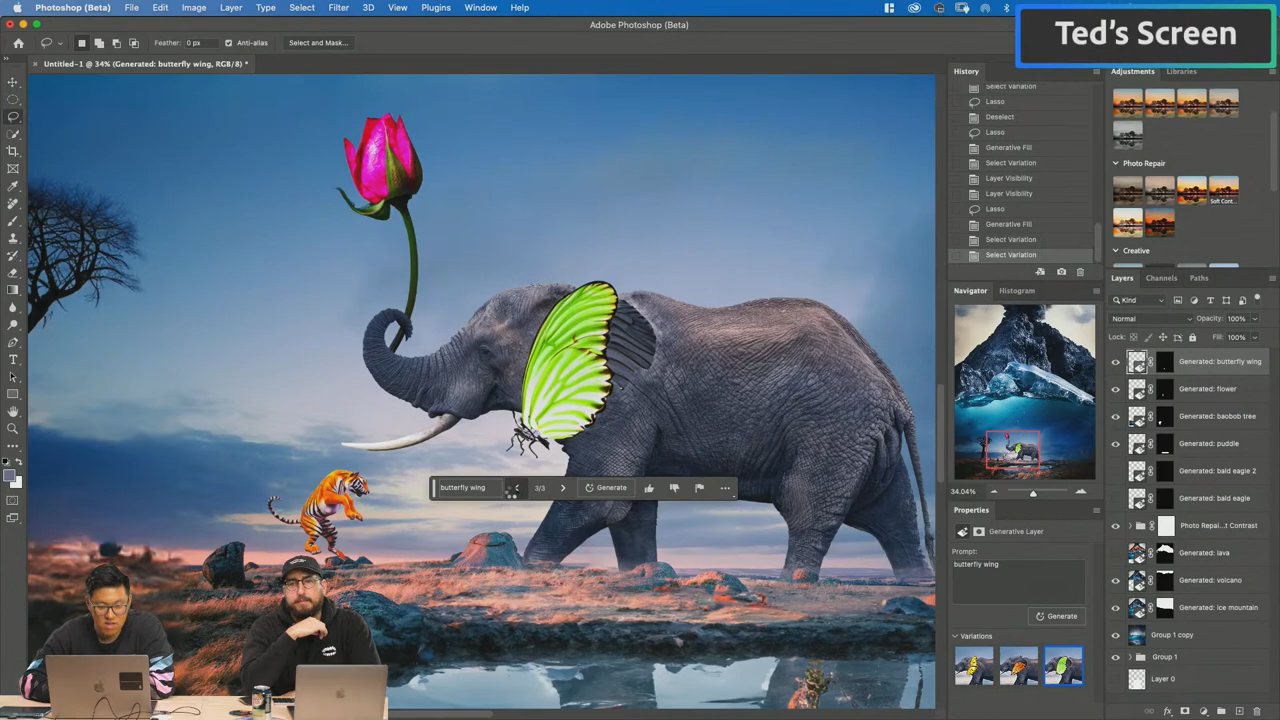 Photoshop (Beta) File Edit Image Layer Type Select Filter 3D View Plugins Window Help
Ted's Screen
Adobe Photoshop (Beta)
Feather: 0 px Anti-alias Select and Mask...
Untitled-1 @ 34% (Generated: butterfly wing, RGB/8) *
History
Select Variation
Lasso
Deselect
Lasso
Generative Fill
Select Variation
Layer Visibility
Layer Visibility
Lasso
Generative Fill
Select Variation
Select Variation
Navigator Histogram
34.04%
Properties
Generative Layer
Prompt:
butterfly wing
Generate
Variations
Adjustments Libraries
Photo Repair
Soft Cont...
Creative
Layers Channels Paths
Kind
Normal Opacity: 100%
Lock: Fill: 100%
Generated: butterfly wing
Generated: flower
Generated: baobob tree
Generated: puddle
Generated: bald eagle 2
Generated: bald eagle
Photo Repai...t Contrast
Generated: lava
Generated: volcano
Generated: ice mountain
Group 1 copy
Group 1
Layer 0
butterfly wing 3/3 Generate